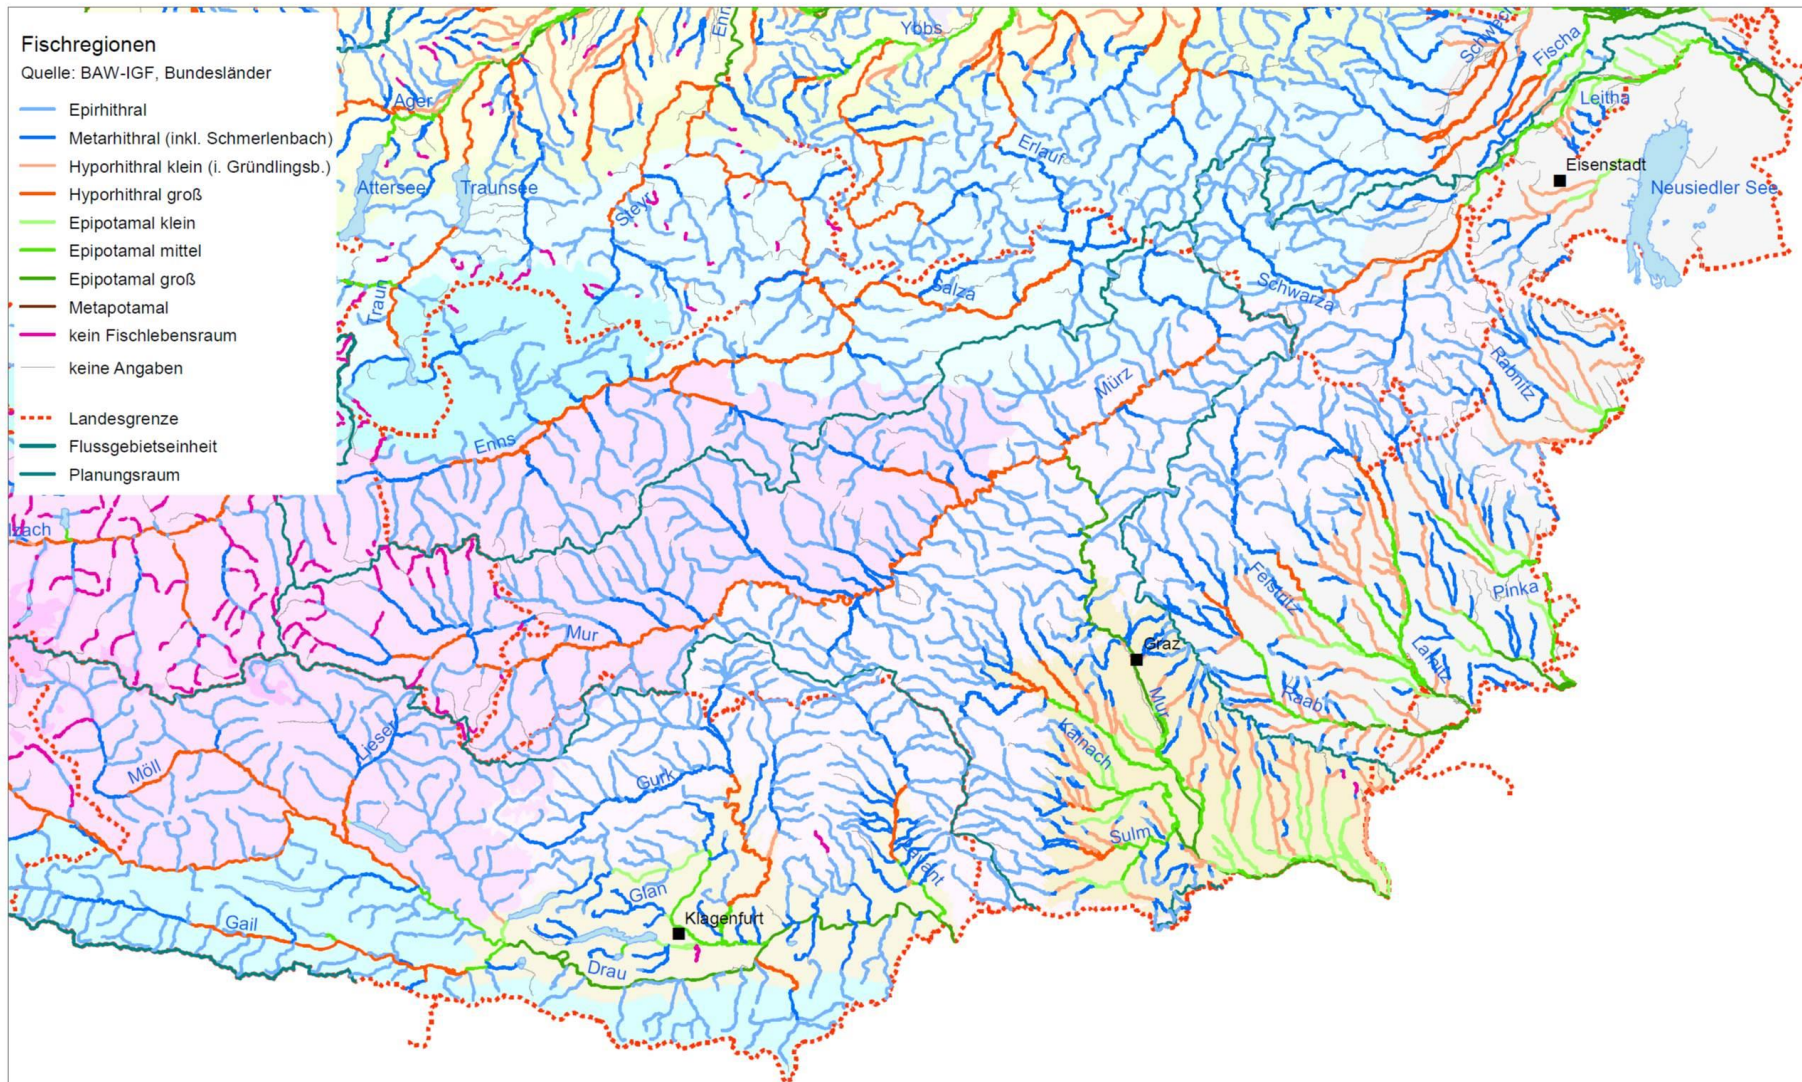 Fischregionen
Quelle: BAW-IGF, Bundesländer
Epirhithral
Metarhithral (inkl. Schmerlenbach)
Hyporhithral klein (i. Gründlingsb.)
Hyporhithral groß
Epipotamal klein
Epipotamal mittel
Epipotamal groß
Metapotamal
kein Fischlebensraum
keine Angaben
Landesgrenze
Flussgebietseinheit
Planungsraum
Ybbs
Fischa
Ager
Leitha
Erlauf
Eisenstadt
Attersee
Traunsee
Neusiedler See
Steyr
Traun
Salza
Schwarza
Mürz
Rabnitz
Enns
lzach
Feistritz
Pinka
Mur
Graz
Lafnitz
Raab
Mur
Kainach
Lieser
Möll
Gurk
Sulm
Glan
Klagenfurt
Gail
Drau